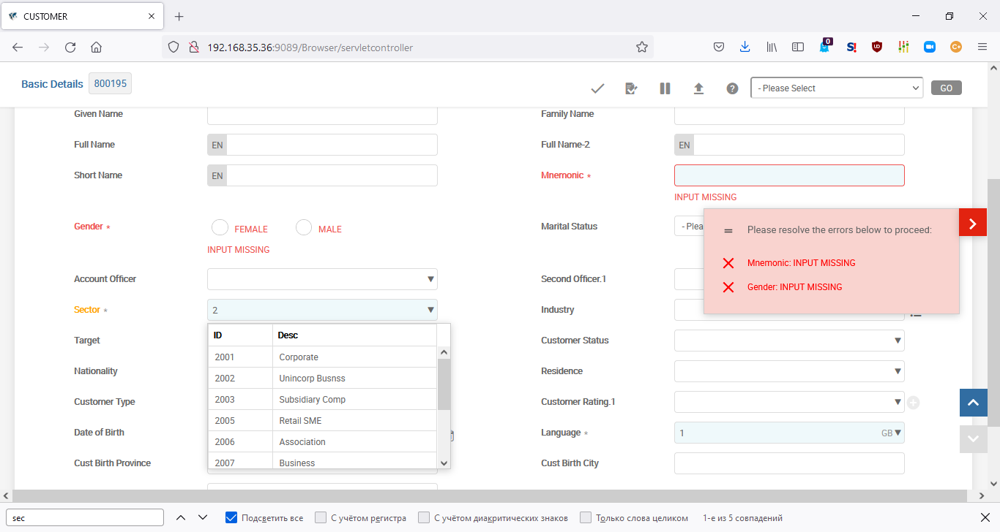 CUSTOMER
192.168.35.36:9089/Browser/servletcontroller
0
S!
UD
C+
Basic Details 800195
?
- Please Select
GO
Given Name
Family Name
Full Name EN
Full Name-2 EN
Short Name EN
Mnemonic *
INPUT MISSING
Gender * FEMALE MALE
INPUT MISSING
Marital Status - Plea
Please resolve the errors below to proceed:
Mnemonic: INPUT MISSING
Gender: INPUT MISSING
Account Officer
Second Officer.1
Sector * 2
Industry
ID Desc
2001 Corporate
2002 Unincorp Busnss
2003 Subsidiary Comp
2005 Retail SME
2006 Association
2007 Business
Target
Customer Status
Nationality
Residence
Customer Type
Customer Rating.1
Date of Birth
Language * 1 GB
Cust Birth Province
Cust Birth City
sec
Подсветить все
С учётом регистра
С учётом диакритических знаков
Только слова целиком
1-е из 5 совпадений